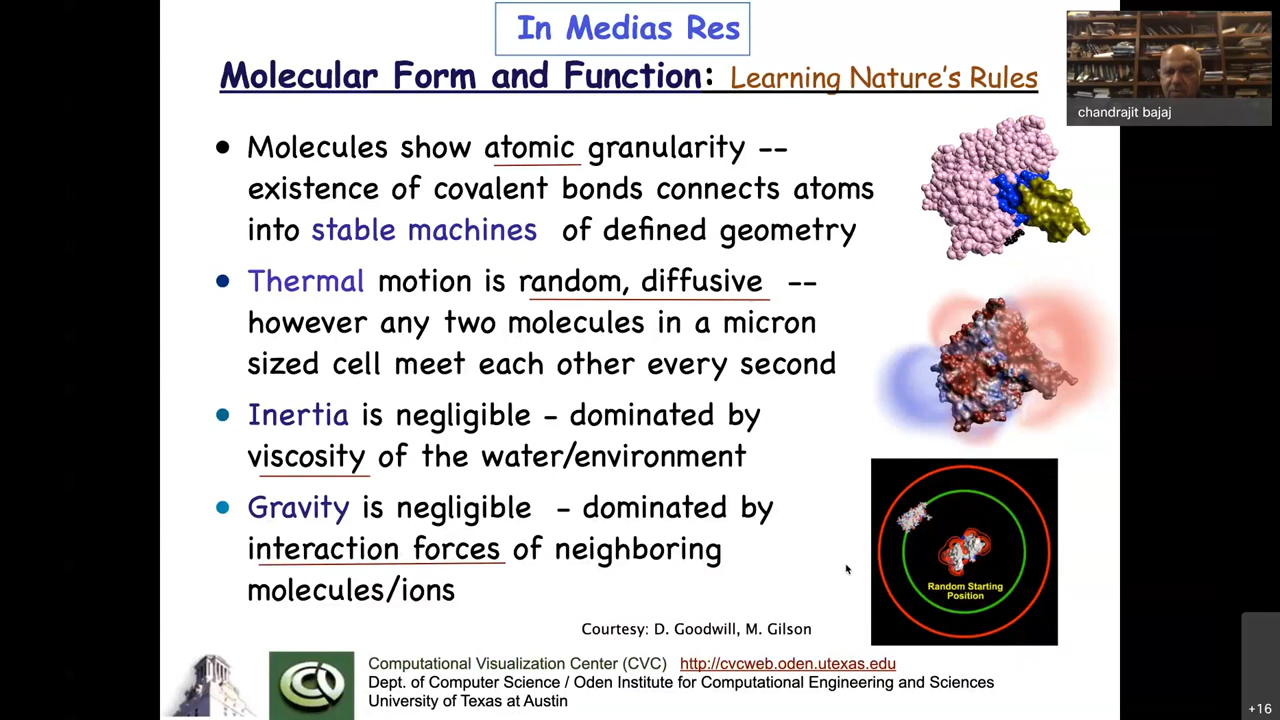 In Medias Res
Molecular Form and Function: Learning Nature's Rules
chandrajit bajaj
• Molecules show atomic granularity --
existence of covalent bonds connects atoms
into stable machines of defined geometry
• Thermal motion is random, diffusive --
however any two molecules in a micron
sized cell meet each other every second
• Inertia is negligible - dominated by
viscosity of the water/environment
• Gravity is negligible - dominated by
interaction forces of neighboring
molecules/ions
Random Starting
Position
Courtesy: D. Goodwill, M. Gilson
Computational Visualization Center (CVC) http://cvcweb.oden.utexas.edu
Dept. of Computer Science / Oden Institute for Computational Engineering and Sciences
University of Texas at Austin
+16